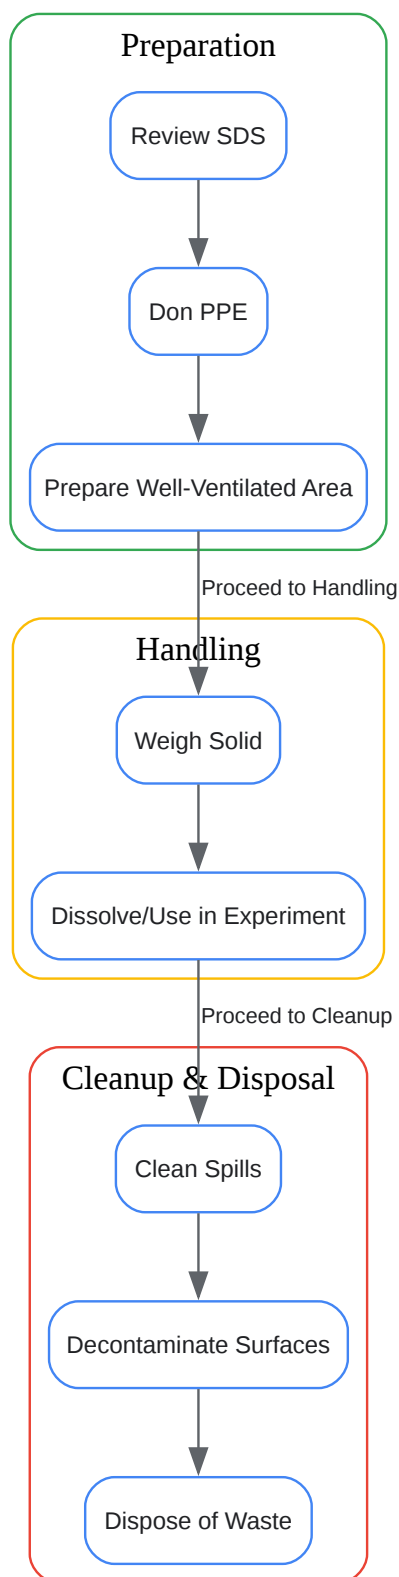 Preparation
Review SDS
Don PPE
Prepare Well-Ventilated Area
Proceed to Handling
Handling
Weigh Solid
Dissolve/Use in Experiment
Proceed to Cleanup
Cleanup & Disposal
Clean Spills
Decontaminate Surfaces
Dispose of Waste